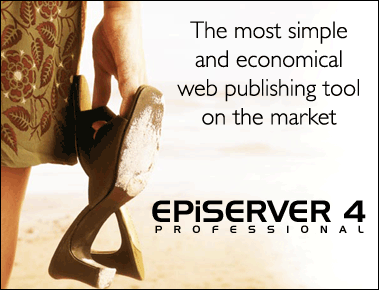 The most simple
and economical
web publishing tool
on the market
EPiSERVER 4
PROFESSIONAL